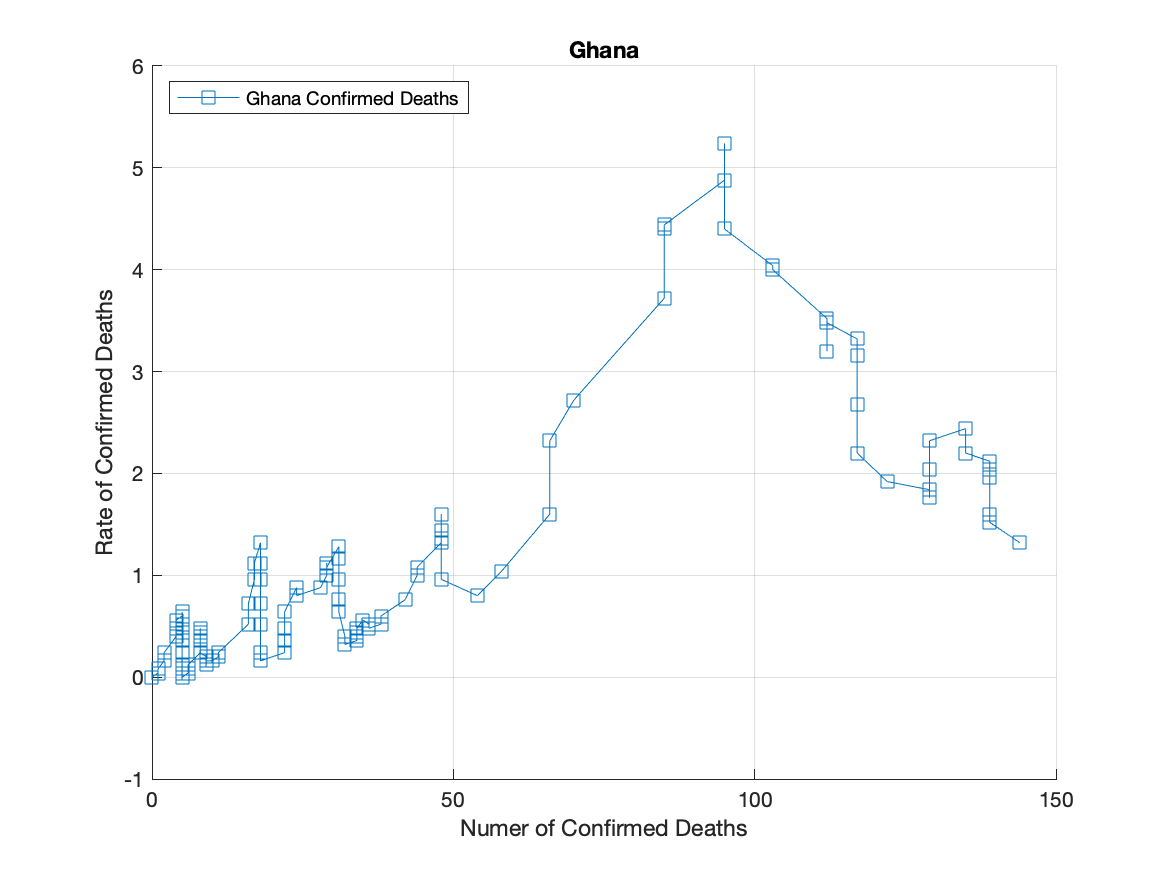 Ghana
6
Ghana Confirmed Deaths
5
4
3
2
1
0
-1
Rate of Confirmed Deaths
0 50 100 150
Numer of Confirmed Deaths